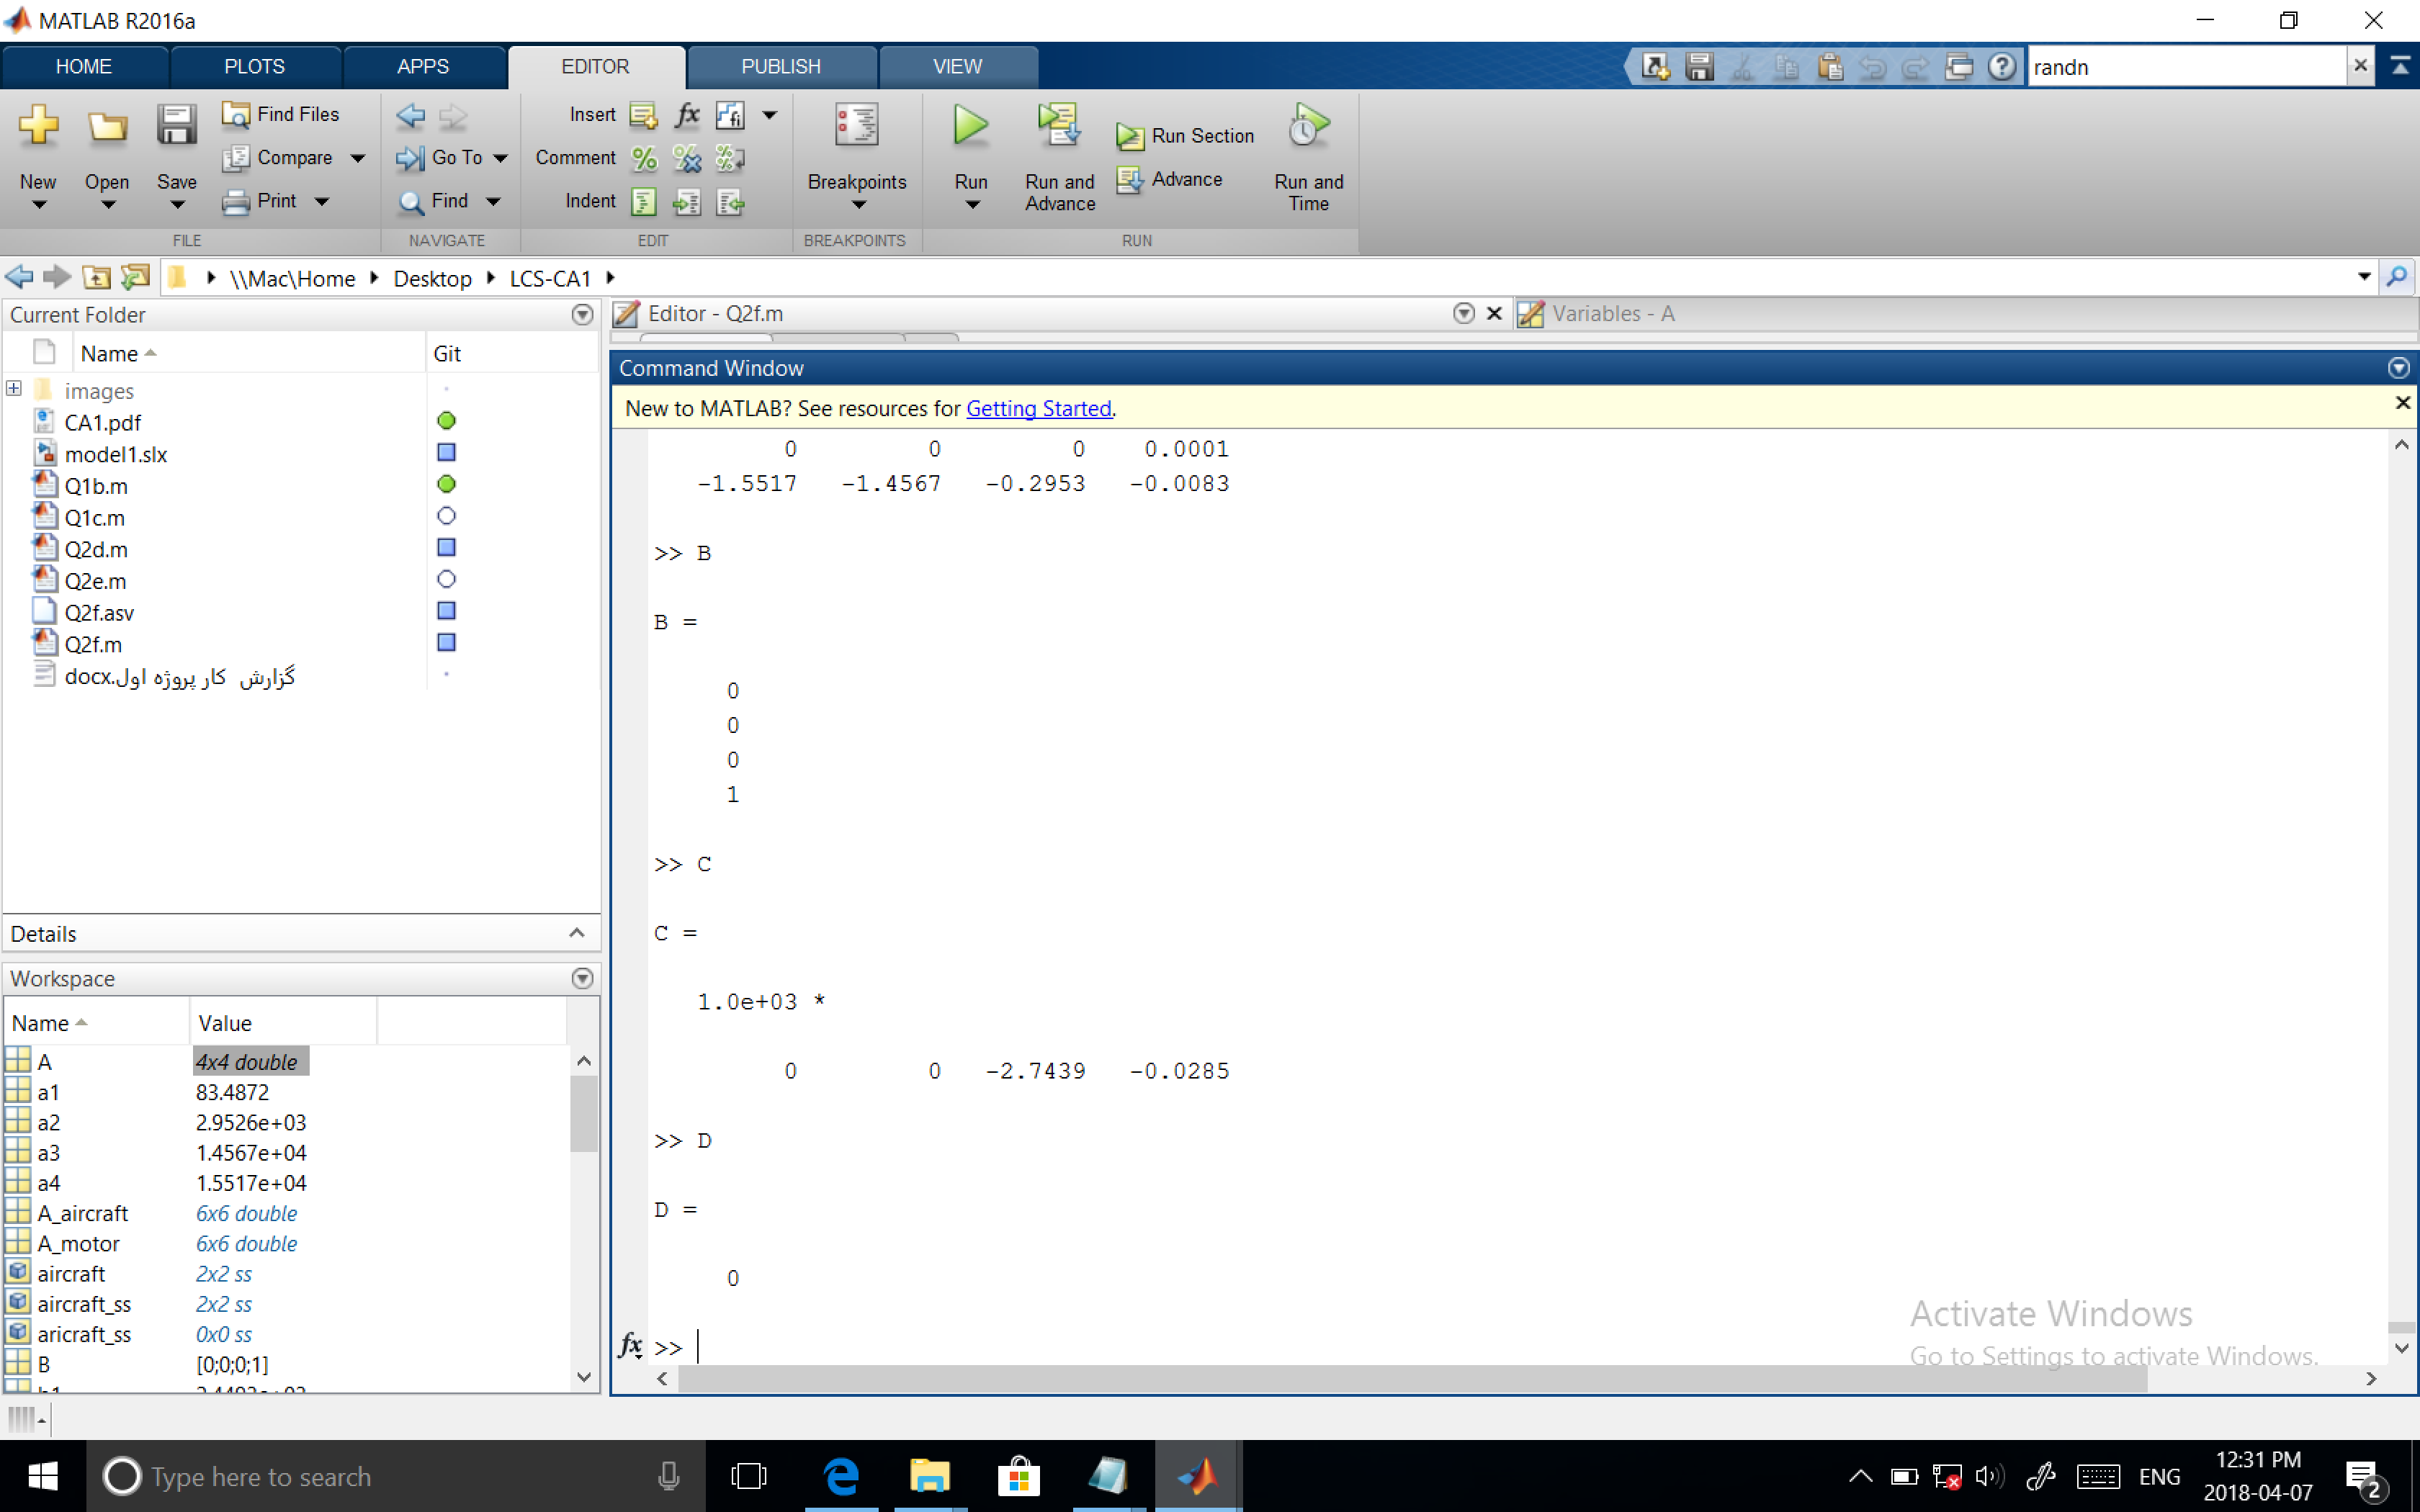 MATLAB R2016a
HOME PLOTS APPS EDITOR PUBLISH VIEW randn
New Open Save Find Files Compare Print
FILE
Go To Find
NAVIGATE
Insert fx fi
Comment
Indent
EDIT
Breakpoints
BREAKPOINTS
Run Run and Advance Run Section Advance Run and Time
RUN
\\Mac\Home Desktop LCS-CA1
Current Folder
Name Git
images
CA1.pdf
model1.slx
Q1b.m
Q1c.m
Q2d.m
Q2e.m
Q2f.asv
Q2f.m
گزارش کار پروژه اول.docx
Details
Workspace
Name Value
A 4x4 double
a1 83.4872
a2 2.9526e+03
a3 1.4567e+04
a4 1.5517e+04
A_aircraft 6x6 double
A_motor 6x6 double
aircraft 2x2 ss
aircraft_ss 2x2 ss
aricraft_ss 0x0 ss
B [0;0;0;1]
Editor - Q2f.m
Variables - A
Command Window
New to MATLAB? See resources for Getting Started.
0 0 0 0.0001
-1.5517 -1.4567 -0.2953 -0.0083
>> B
B =
0
0
0
1
>> C
C =
1.0e+03 *
0 0 -2.7439 -0.0285
>> D
D =
0
fx >>
Activate Windows
Go to Settings to activate Windows.
Type here to search
ENG
12:31 PM
2018-04-07
2